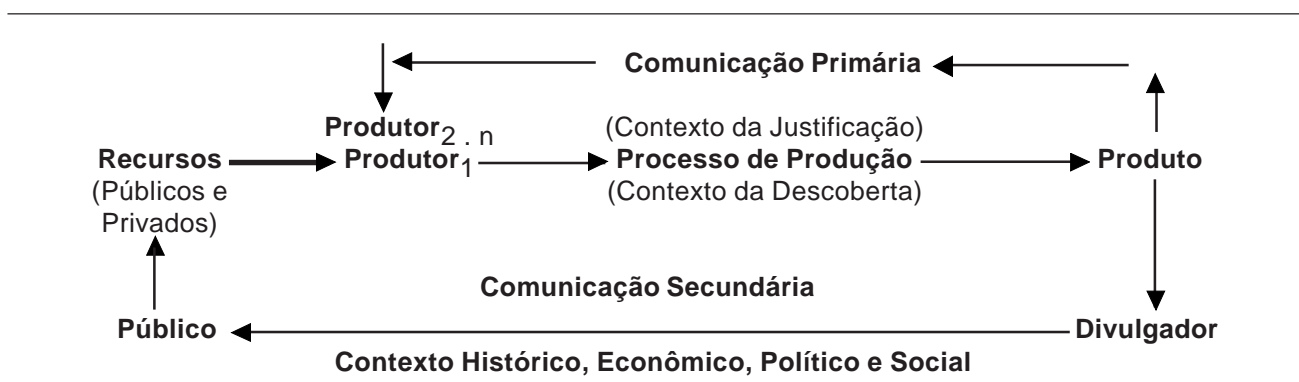 Comunicação Primária
Produtor2 . n
(Contexto da Justificação)
Recursos
Produtor1
Processo de Produção
Produto
(Públicos e
Privados)
(Contexto da Descoberta)
Comunicação Secundária
Público
Divulgador
Contexto Histórico, Econômico, Político e Social